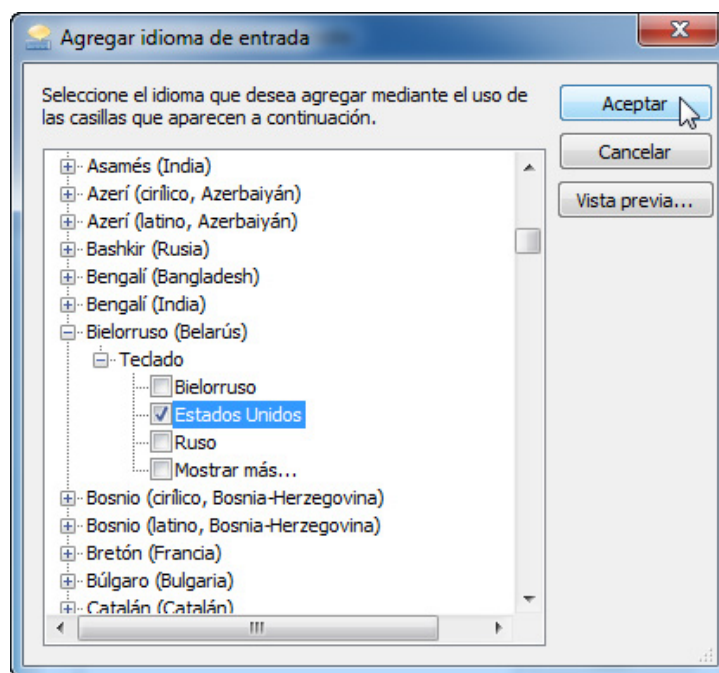 Agregar idioma de entrada
Seleccione el idioma que desea agregar mediante el uso de
las casillas que aparecen a continuación.
Aceptar
Cancelar
Vista previa...
Asamés (India)
Azerí (cirílico, Azerbaiyán)
Azerí (latino, Azerbaiyán)
Bashkir (Rusia)
Bengalí (Bangladesh)
Bengalí (India)
Bielorruso (Belarús)
Teclado
Bielorruso
Estados Unidos
Ruso
Mostrar más...
Bosnio (cirílico, Bosnia-Herzegovina)
Bosnio (latino, Bosnia-Herzegovina)
Bretón (Francia)
Búlgaro (Bulgaria)
Catalán (Catalán)